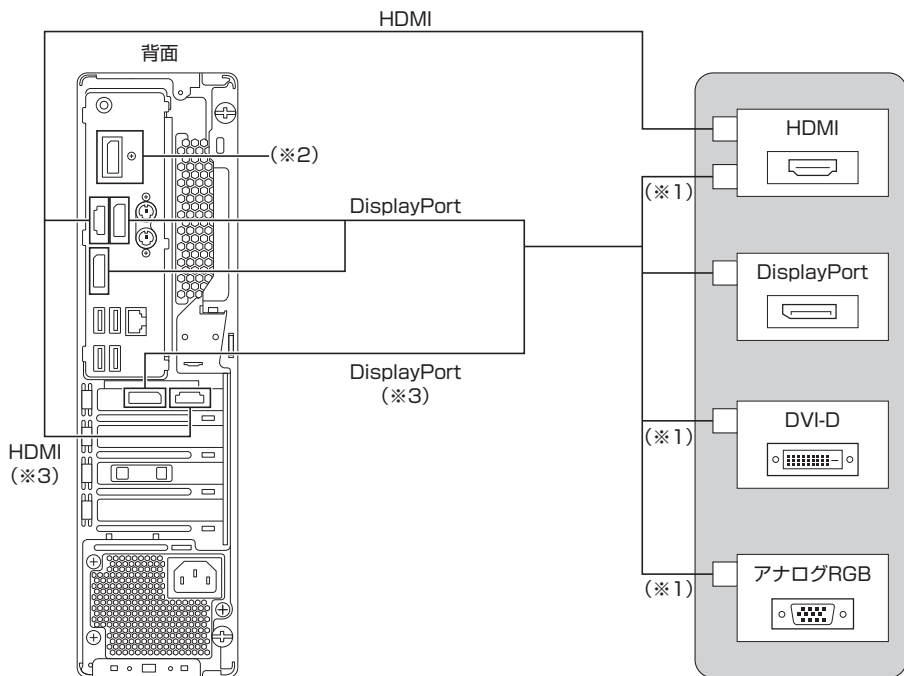 HDMI
背面
HDMI
(※2)
(※1)
DisplayPort
DisplayPort
DisplayPort
(※3)
DVI-D
(※1)
HDMI
(※3)
アナログRGB
(※1)